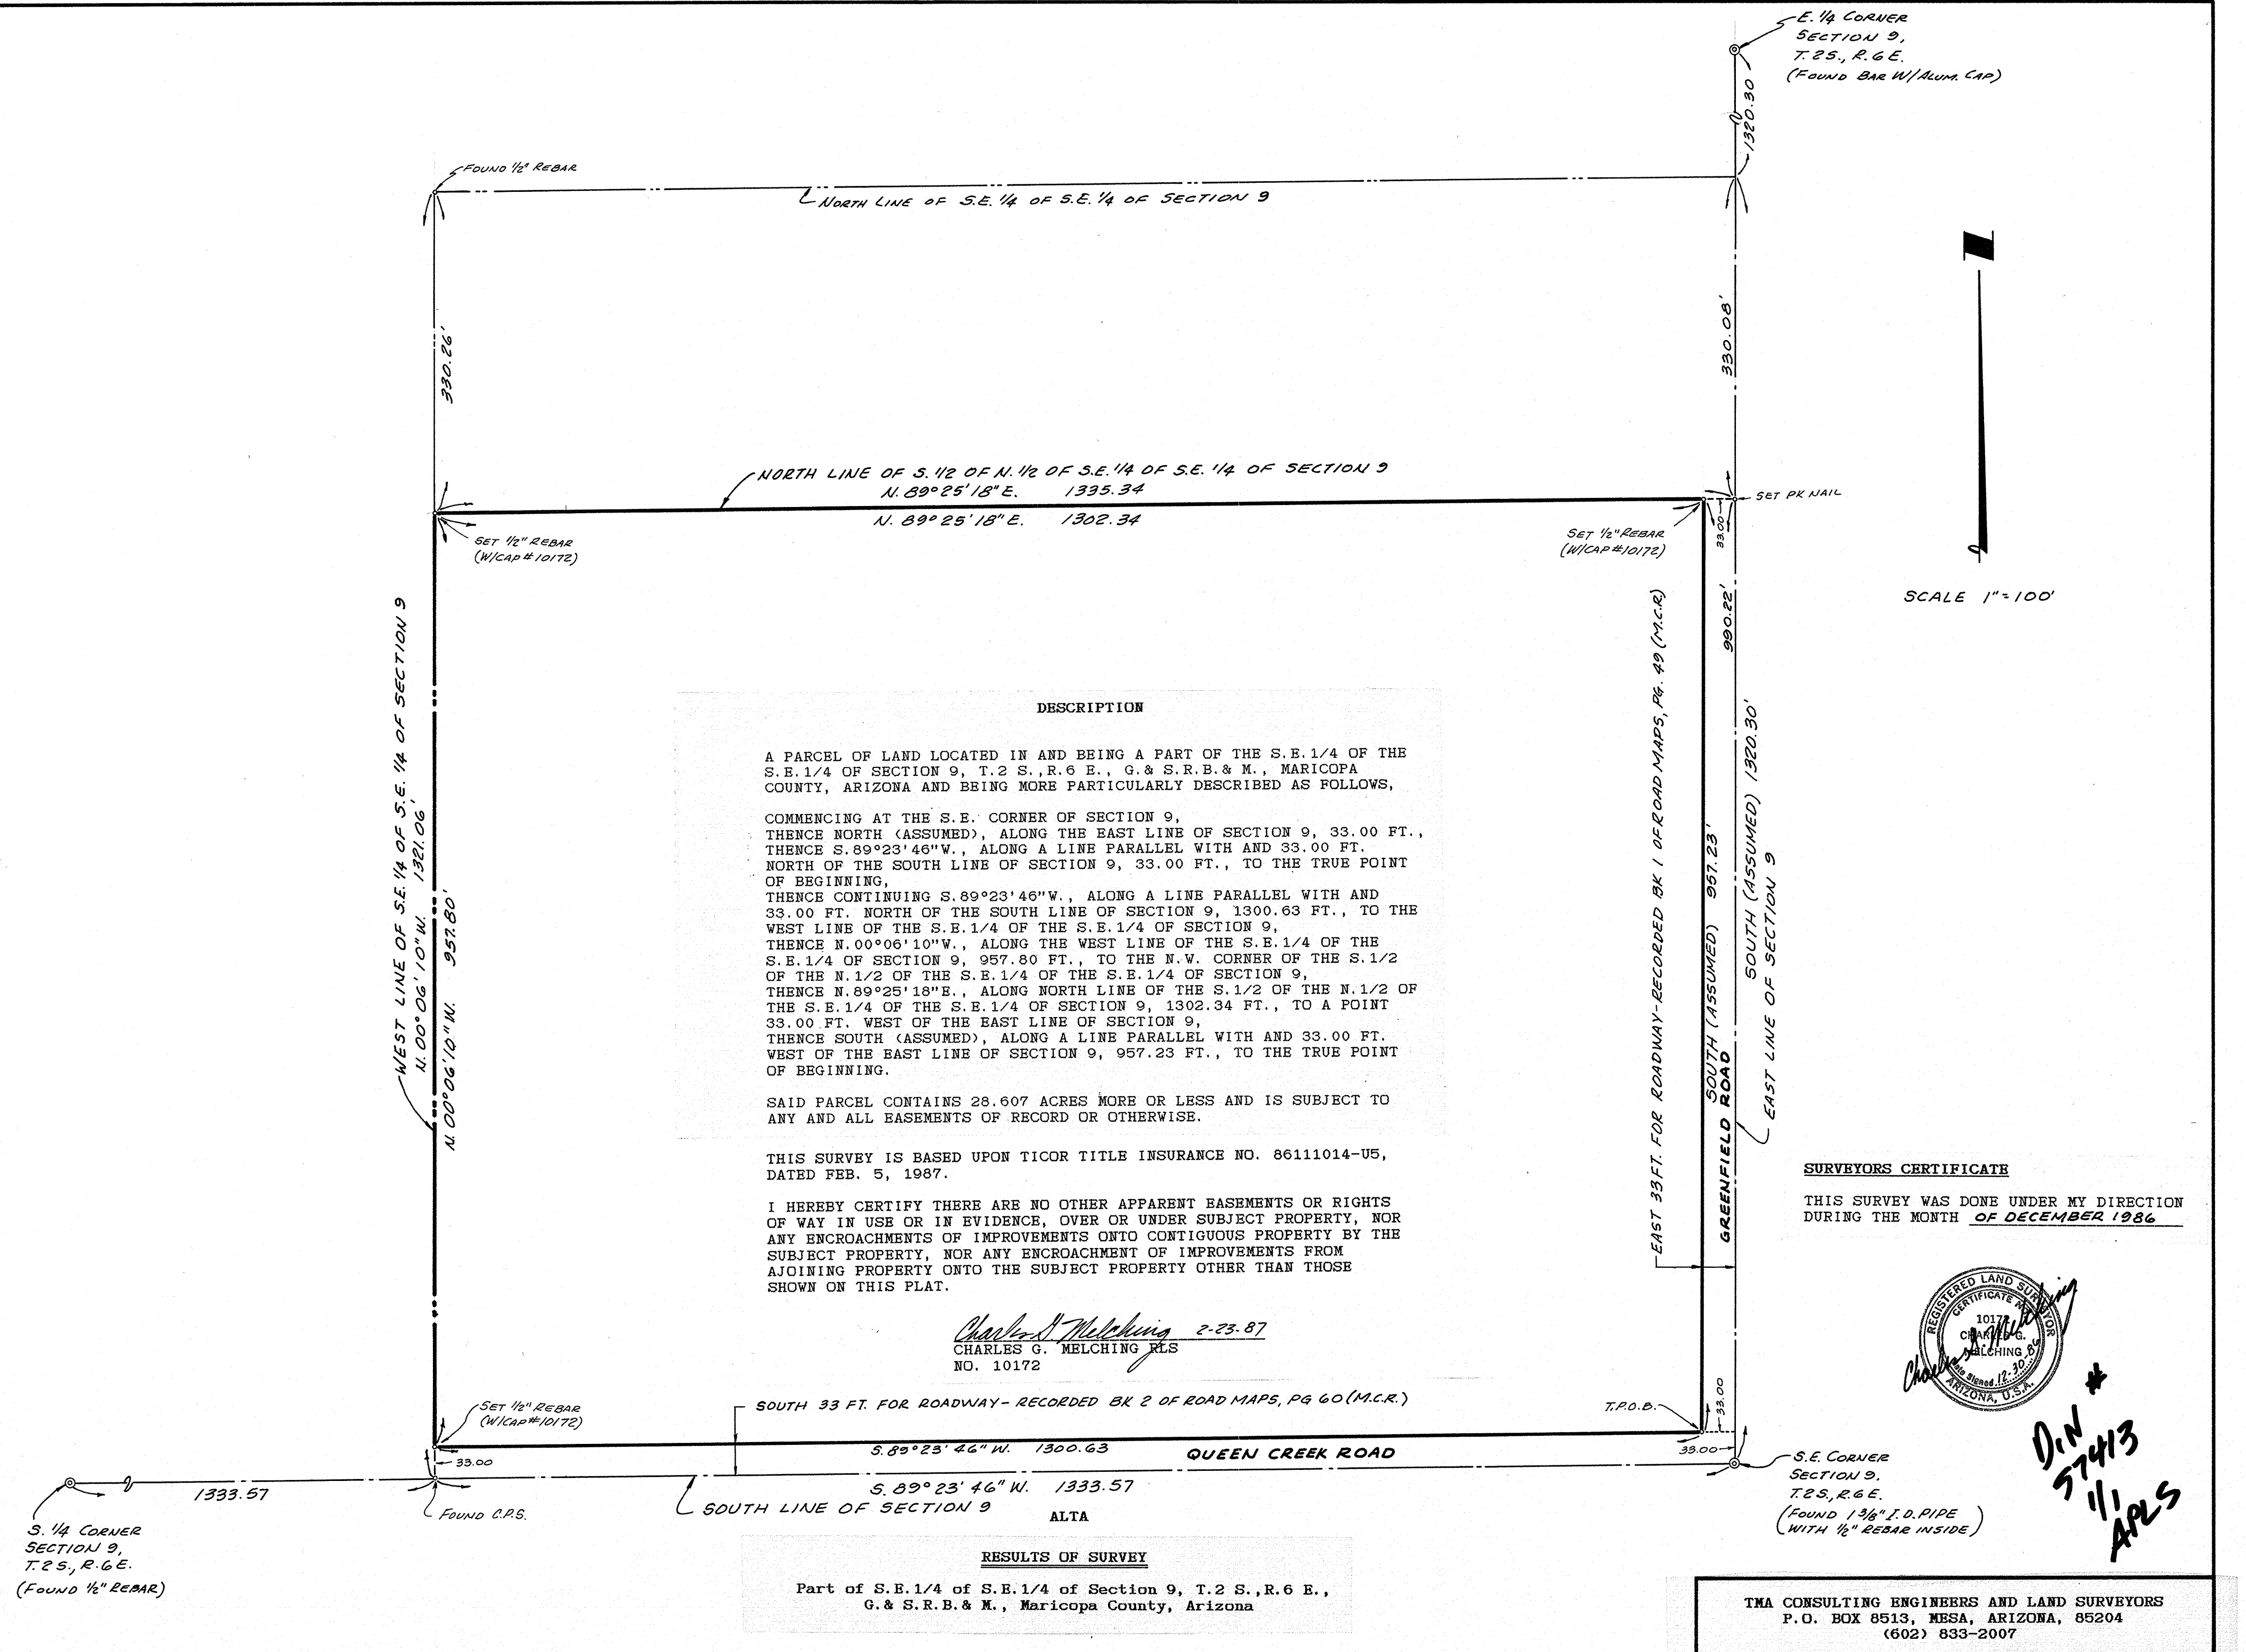 E. 1/4 CORNER
SECTION 9,
T. 2 S., R. 6 E.
(FOUND BAR W/ALUM. CAP)
1320.30
FOUND 1/2" REBAR
NORTH LINE OF S.E. 1/4 OF S.E. 1/4 OF SECTION 9
330.26'
330.08'
SCALE 1"=100'
NORTH LINE OF S. 1/2 OF N. 1/2 OF S.E. 1/4 OF S.E. 1/4 OF SECTION 9
N. 89°25'18" E. 1335.34
N. 89°25'18" E. 1302.34
SET PK NAIL
33.00
SET 1/2" REBAR
(W/CAP #10172)
SET 1/2" REBAR
(W/CAP #10172)
WEST LINE OF S.E. 1/4 OF S.E. 1/4 OF SECTION 9
N. 00°06'10" W. 1321.06'
N. 00°06'10" W. 957.80'
EAST 33 FT. FOR ROADWAY-RECORDED BK 1 OF ROAD MAPS, PG. 49 (M.C.R.)
SOUTH (ASSUMED) 957.23'
990.22'
GREENFIELD ROAD
SOUTH (ASSUMED) 1320.30'
EAST LINE OF SECTION 9
DESCRIPTION
A PARCEL OF LAND LOCATED IN AND BEING A PART OF THE S.E.1/4 OF THE
S.E.1/4 OF SECTION 9, T.2 S.,R.6 E., G.& S.R.B.& M., MARICOPA
COUNTY, ARIZONA AND BEING MORE PARTICULARLY DESCRIBED AS FOLLOWS,
COMMENCING AT THE S.E. CORNER OF SECTION 9,
THENCE NORTH (ASSUMED), ALONG THE EAST LINE OF SECTION 9, 33.00 FT.,
THENCE S.89°23'46"W., ALONG A LINE PARALLEL WITH AND 33.00 FT.
NORTH OF THE SOUTH LINE OF SECTION 9, 33.00 FT., TO THE TRUE POINT
OF BEGINNING,
THENCE CONTINUING S.89°23'46"W., ALONG A LINE PARALLEL WITH AND
33.00 FT. NORTH OF THE SOUTH LINE OF SECTION 9, 1300.63 FT., TO THE
WEST LINE OF THE S.E.1/4 OF THE S.E.1/4 OF SECTION 9,
THENCE N.00°06'10"W., ALONG THE WEST LINE OF THE S.E.1/4 OF THE
S.E.1/4 OF SECTION 9, 957.80 FT., TO THE N.W. CORNER OF THE S.1/2
OF THE N.1/2 OF THE S.E.1/4 OF THE S.E.1/4 OF SECTION 9,
THENCE N.89°25'18"E., ALONG NORTH LINE OF THE S.1/2 OF THE N.1/2 OF
THE S.E.1/4 OF THE S.E.1/4 OF SECTION 9, 1302.34 FT., TO A POINT
33.00 FT. WEST OF THE EAST LINE OF SECTION 9,
THENCE SOUTH (ASSUMED), ALONG A LINE PARALLEL WITH AND 33.00 FT.
WEST OF THE EAST LINE OF SECTION 9, 957.23 FT., TO THE TRUE POINT
OF BEGINNING.
SAID PARCEL CONTAINS 28.607 ACRES MORE OR LESS AND IS SUBJECT TO
ANY AND ALL EASEMENTS OF RECORD OR OTHERWISE.
THIS SURVEY IS BASED UPON TICOR TITLE INSURANCE NO. 86111014-U5,
DATED FEB. 5, 1987.
I HEREBY CERTIFY THERE ARE NO OTHER APPARENT EASEMENTS OR RIGHTS
OF WAY IN USE OR IN EVIDENCE, OVER OR UNDER SUBJECT PROPERTY, NOR
ANY ENCROACHMENTS OF IMPROVEMENTS ONTO CONTIGUOUS PROPERTY BY THE
SUBJECT PROPERTY, NOR ANY ENCROACHMENT OF IMPROVEMENTS FROM
AJOINING PROPERTY ONTO THE SUBJECT PROPERTY OTHER THAN THOSE
SHOWN ON THIS PLAT.
Charles G. Melching 2-23-87
CHARLES G. MELCHING RLS
NO. 10172
SURVEYORS CERTIFICATE
THIS SURVEY WAS DONE UNDER MY DIRECTION
DURING THE MONTH OF DECEMBER 1986
REGISTERED LAND SURVEYOR
CERTIFICATE NO.
10172
CHARLES G.
MELCHING
Date Signed 12-30-86
ARIZONA, U.S.A.
Charles G. Melching
D.N #
57413
1/1
APLS
SET 1/2" REBAR
(W/CAP #10172)
SOUTH 33 FT. FOR ROADWAY- RECORDED BK 2 OF ROAD MAPS, PG 60 (M.C.R.)
T.P.O.B.
33.00
S. 89°23'46" W. 1300.63
QUEEN CREEK ROAD
33.00
33.00
1333.57
S. 89°23'46" W. 1333.57
SOUTH LINE OF SECTION 9
FOUND C.P.S.
S. 1/4 CORNER
SECTION 9,
T. 2 S., R. 6 E.
(FOUND 1/2" REBAR)
S.E. CORNER
SECTION 9.
T. 2 S., R. 6 E.
(FOUND 1 3/8" I.D. PIPE
WITH 1/2" REBAR INSIDE)
ALTA
RESULTS OF SURVEY
Part of S.E.1/4 of S.E.1/4 of Section 9, T.2 S.,R.6 E.,
G.& S.R.B.& M., Maricopa County, Arizona
TMA CONSULTING ENGINEERS AND LAND SURVEYORS
P.O. BOX 8513, MESA, ARIZONA, 85204
(602) 833-2007